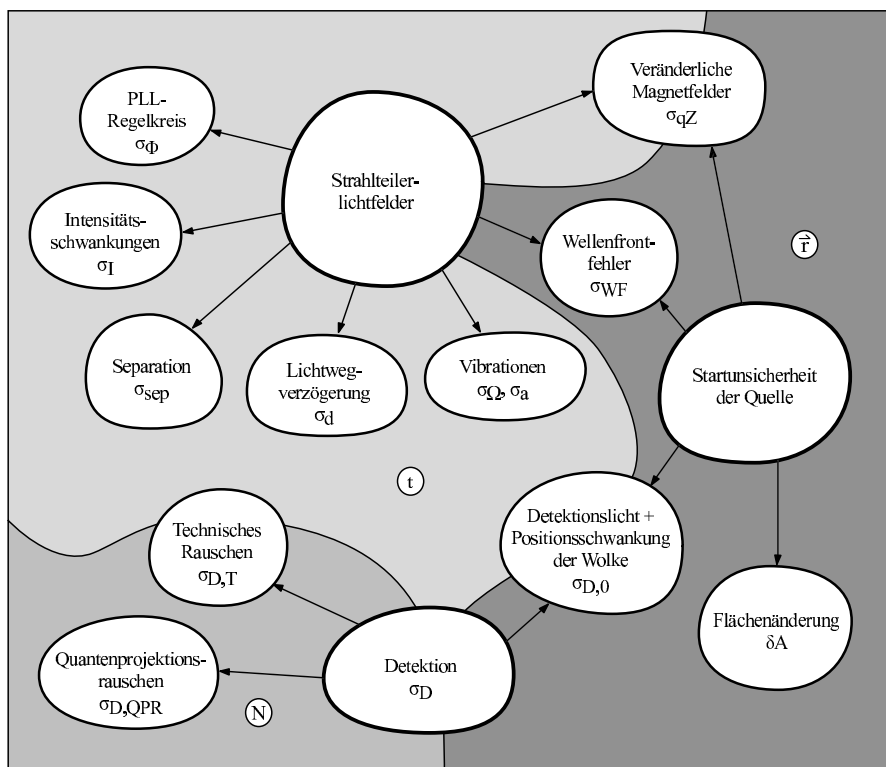 PLL-
Regelkreis
σΦ
Strahlteiler-
lichtfelder
Veränderliche
Magnetfelder
σqZ
Intensitäts-
schwankungen
σI
Wellenfront-
fehler
σWF
r⃗
Separation
σsep
Lichtweg-
verzögerung
σd
Vibrationen
σΩ, σa
Startunsicherheit
der Quelle
t
Technisches
Rauschen
σD,T
Detektionslicht +
Positionsschwankung
der Wolke
σD,0
Flächenänderung
δA
Quantenprojektions-
rauschen
σD,QPR
Detektion
σD
N